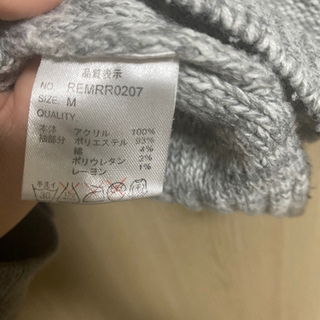 品質表示
NO. REMRR0207
SIZE M
QUALITY
本体 アクリル 100%
別部分 ポリエステル 93%
綿 4%
ポリウレタン 2%
レーヨン 1%